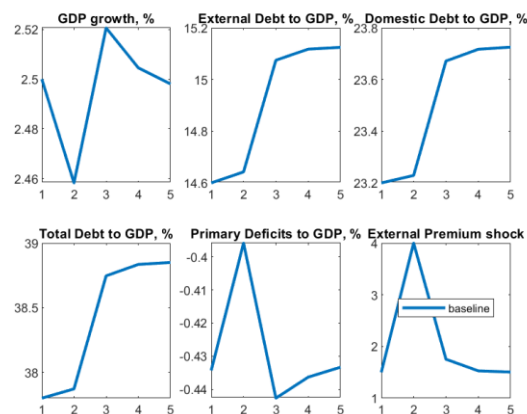 GDP growth, %
2.52
2.5
2.48
2.46
1 2 3 4 5
External Debt to GDP, %
15.2
15
14.8
14.6
1 2 3 4 5
Domestic Debt to GDP, %
23.8
23.6
23.4
23.2
1 2 3 4 5
Total Debt to GDP, %
39
38.5
38
1 2 3 4 5
Primary Deficits to GDP, %
-0.4
-0.41
-0.42
-0.43
-0.44
1 2 3 4 5
External Premium shock
4
3
2
1
baseline
1 2 3 4 5